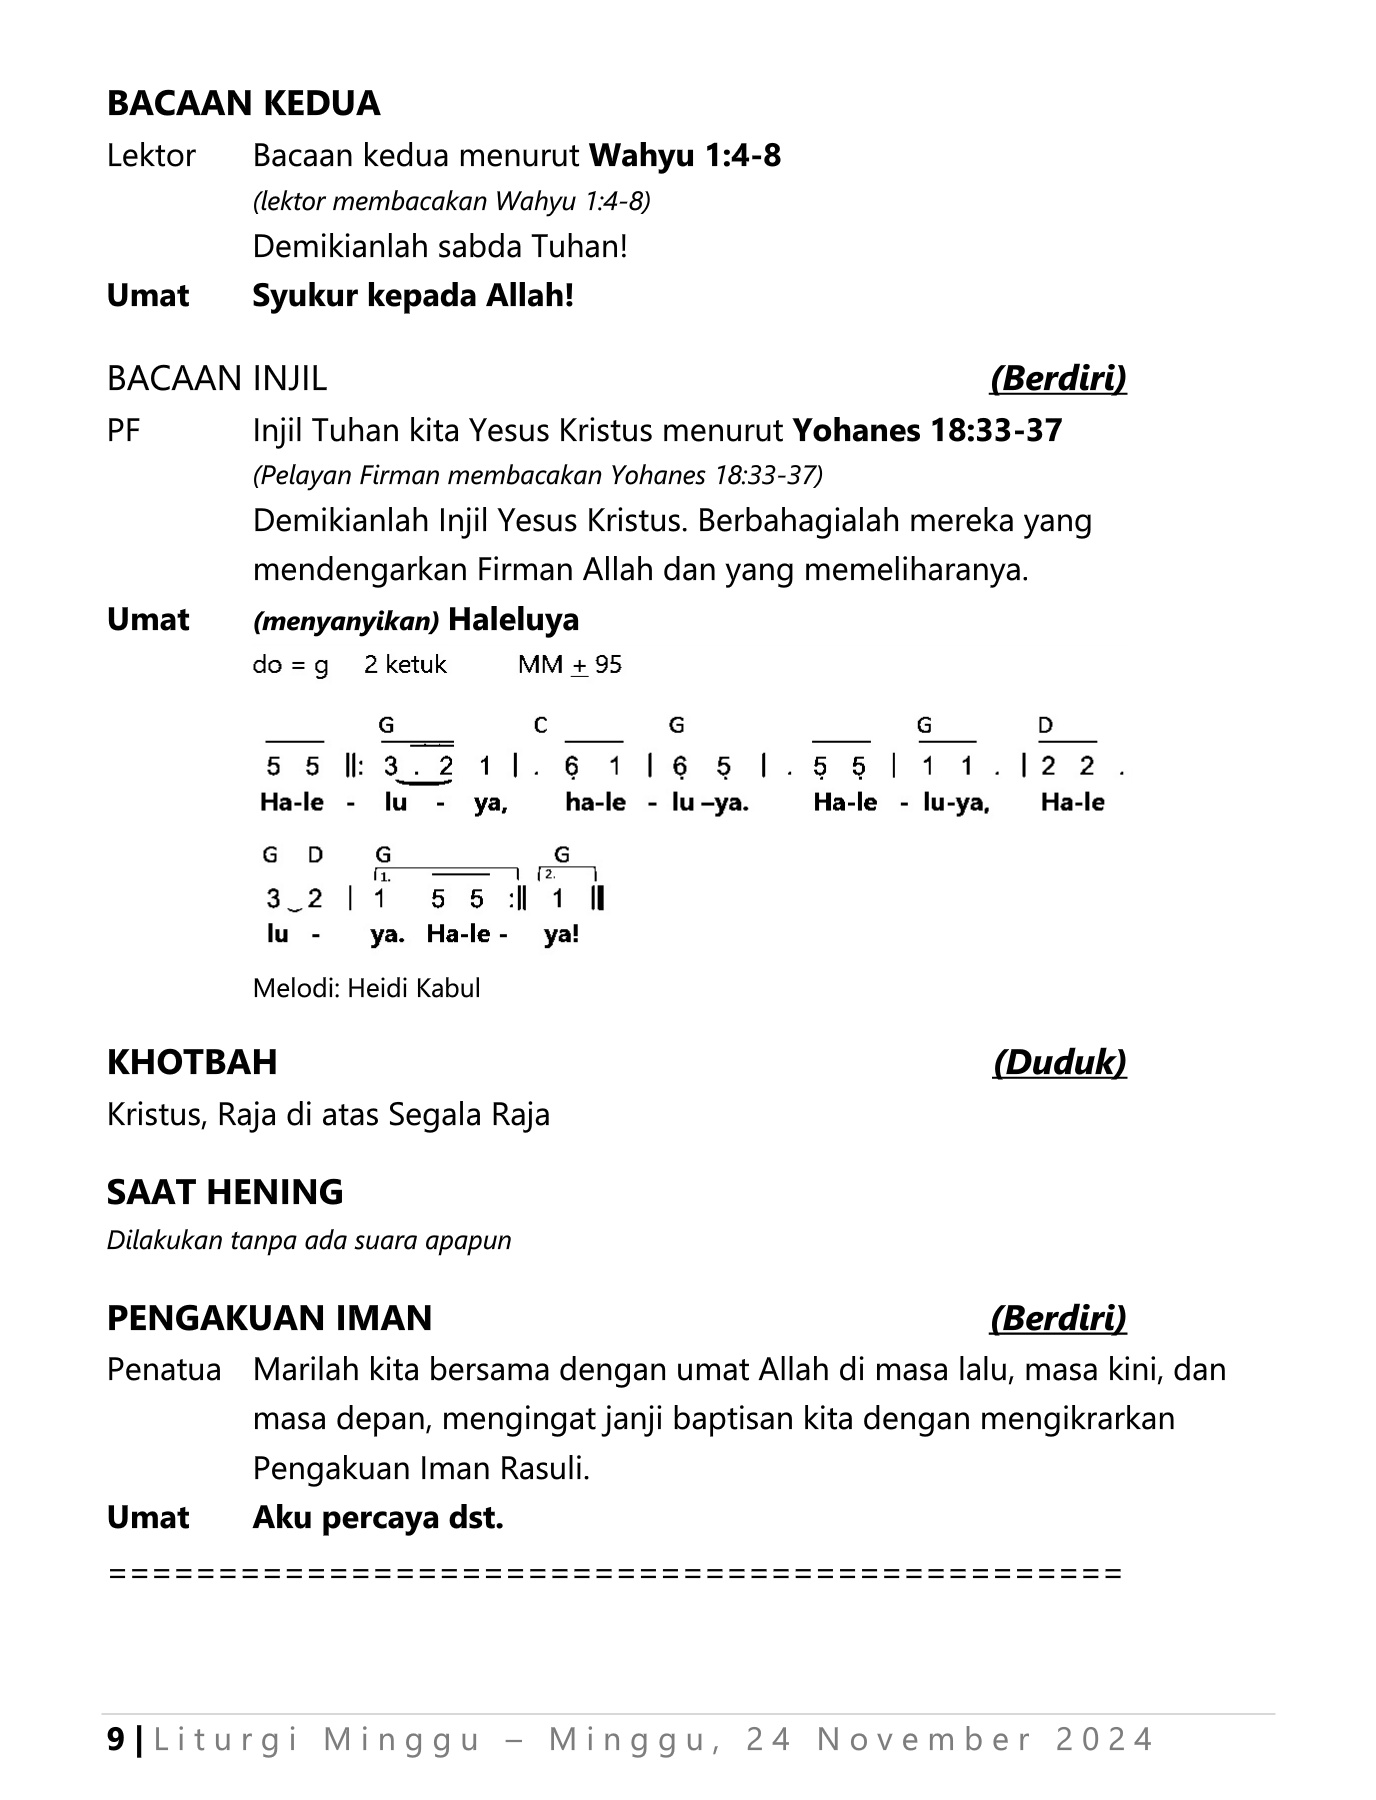 BACAAN KEDUA
Lektor Bacaan kedua menurut Wahyu 1:4-8
(lektor membacakan Wahyu 1:4-8)
Demikianlah sabda Tuhan!
Umat Syukur kepada Allah!
BACAAN INJIL (Berdiri)
PF Injil Tuhan kita Yesus Kristus menurut Yohanes 18:33-37
(Pelayan Firman membacakan Yohanes 18:33-37)
Demikianlah Injil Yesus Kristus. Berbahagialah mereka yang
mendengarkan Firman Allah dan yang memeliharanya.
Umat (menyanyikan) Haleluya
do = g 2 ketuk MM ± 95
G C G G D
5 5 ||: 3 . 2 1 | . 6̣ 1 | 6̣ 5̣ | . 5̣ 5̣ | 1 1 . | 2 2 .
Ha-le - lu - ya, ha-le - lu –ya. Ha-le - lu-ya, Ha-le
G D G G
1. 2.
3 2 | 1 5 5 :|| 1 ||
lu - ya. Ha-le - ya!
Melodi: Heidi Kabul
KHOTBAH (Duduk)
Kristus, Raja di atas Segala Raja
SAAT HENING
Dilakukan tanpa ada suara apapun
PENGAKUAN IMAN (Berdiri)
Penatua Marilah kita bersama dengan umat Allah di masa lalu, masa kini, dan
masa depan, mengingat janji baptisan kita dengan mengikrarkan
Pengakuan Iman Rasuli.
Umat Aku percaya dst.
==============================================
9 | Liturgi Minggu – Minggu, 24 November 2024